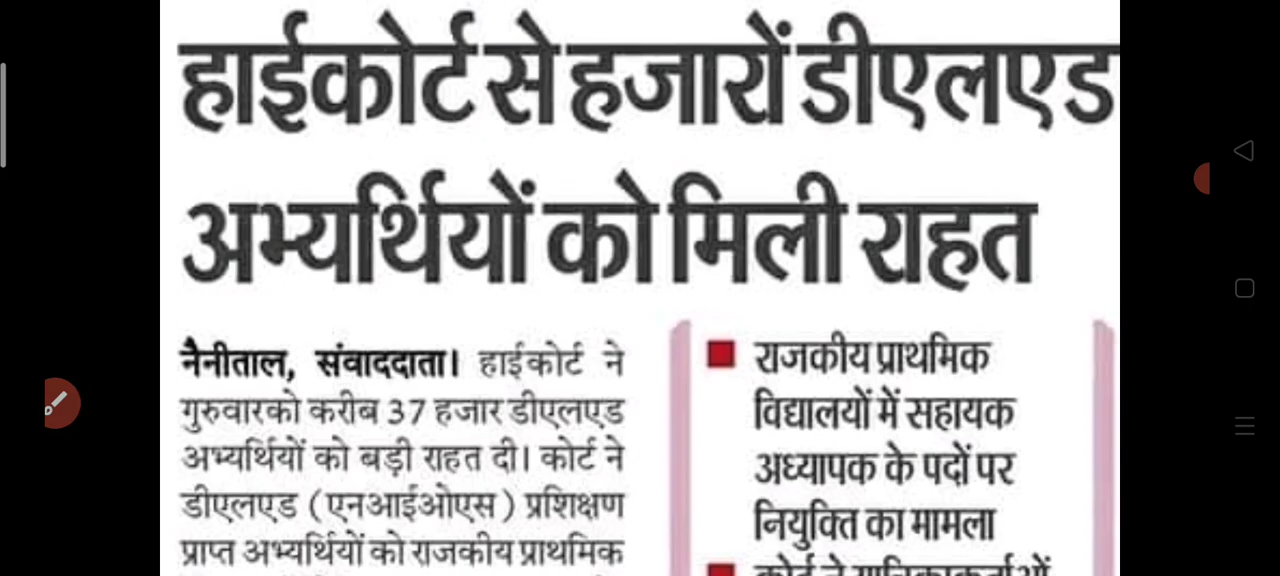 हाईकोर्ट से हजारों डीएलएड
अभ्यर्थियों को मिली राहत
नैनीताल, संवाददाता। हाईकोर्ट ने
गुरुवारको करीब 37 हजार डीएलएड
अभ्यर्थियों को बड़ी राहत दी। कोर्ट ने
डीएलएड (एनआईओएस) प्रशिक्षण
प्राप्त अभ्यर्थियों को राजकीय प्राथमिक
राजकीय प्राथमिक
विद्यालयों में सहायक
अध्यापक के पदों पर
नियुक्ति का मामला
कोर्ट ने याचिकाकर्ताओं